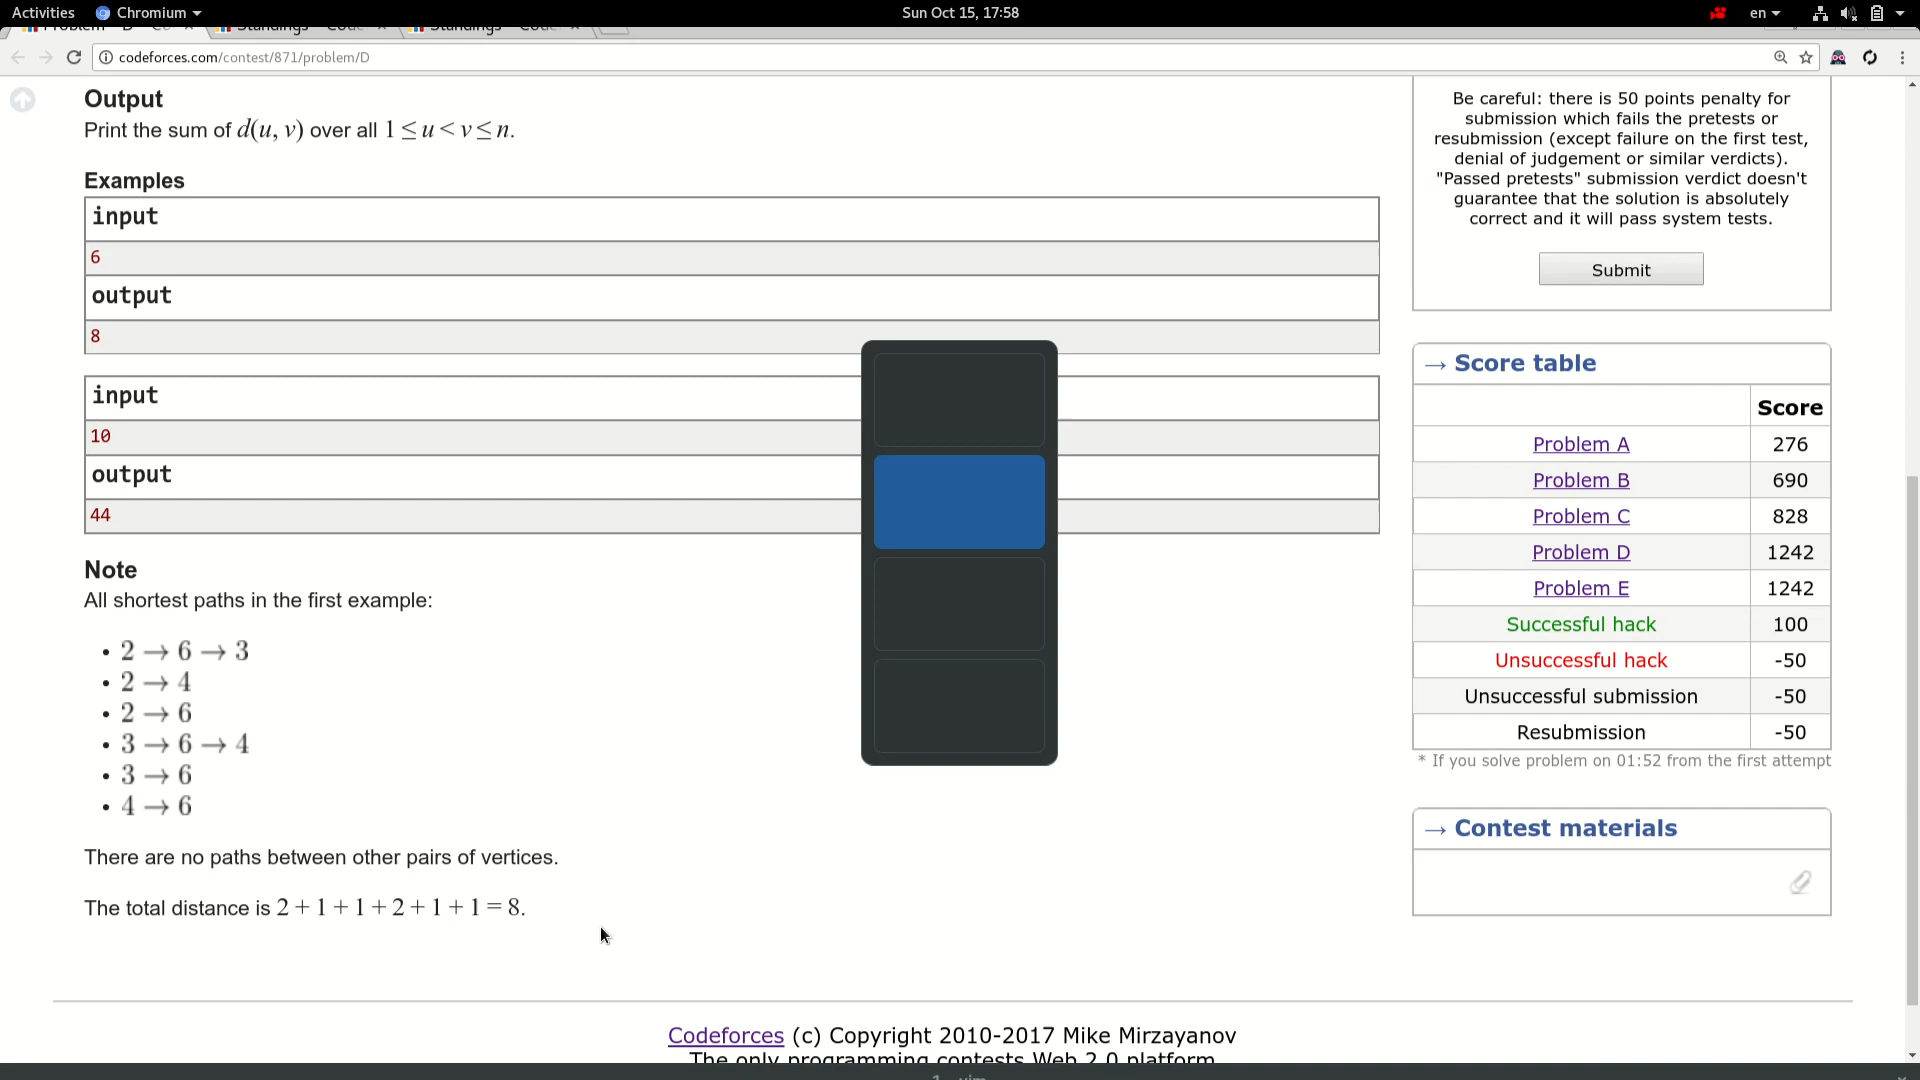 Activities Chromium Sun Oct 15, 17:58 en
codeforces.com/contest/871/problem/D
Output
Print the sum of d(u, v) over all 1 ≤ u < v ≤ n.
Examples
input
6
output
8
input
10
output
44
Note
All shortest paths in the first example:
• 2 → 6 → 3
• 2 → 4
• 2 → 6
• 3 → 6 → 4
• 3 → 6
• 4 → 6
There are no paths between other pairs of vertices.
The total distance is 2 + 1 + 1 + 2 + 1 + 1 = 8.
Be careful: there is 50 points penalty for
submission which fails the pretests or
resubmission (except failure on the first test,
denial of judgement or similar verdicts).
"Passed pretests" submission verdict doesn't
guarantee that the solution is absolutely
correct and it will pass system tests.
Submit
→ Score table
Score
Problem A 276
Problem B 690
Problem C 828
Problem D 1242
Problem E 1242
Successful hack 100
Unsuccessful hack -50
Unsuccessful submission -50
Resubmission -50
* If you solve problem on 01:52 from the first attempt
→ Contest materials
Codeforces (c) Copyright 2010-2017 Mike Mirzayanov
The only programming contests Web 2.0 platform